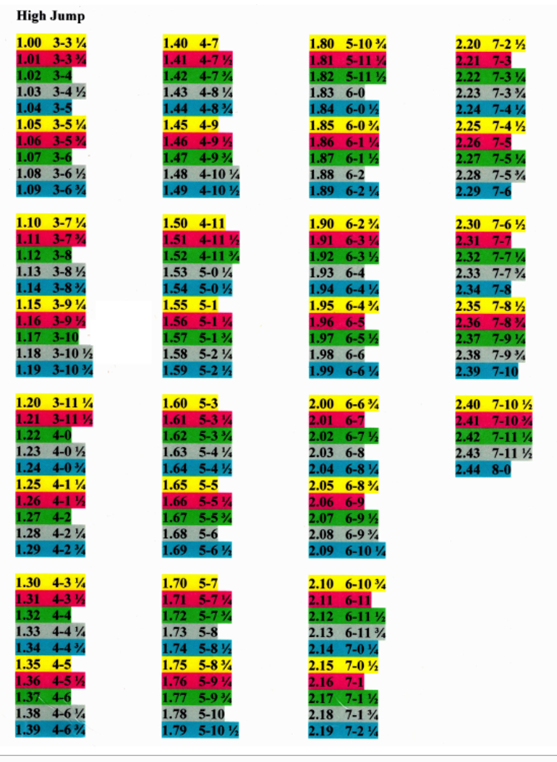 High Jump
1.00 3-3 ¼
1.01 3-3 ¾
1.02 3-4
1.03 3-4 ½
1.04 3-5
1.05 3-5 ¼
1.06 3-5 ¾
1.07 3-6
1.08 3-6 ½
1.09 3-6 ¾
1.10 3-7 ¼
1.11 3-7 ¾
1.12 3-8
1.13 3-8 ½
1.14 3-8 ¾
1.15 3-9 ¼
1.16 3-9 ½
1.17 3-10
1.18 3-10 ½
1.19 3-10 ¾
1.20 3-11 ¼
1.21 3-11 ½
1.22 4-0
1.23 4-0 ½
1.24 4-0 ¾
1.25 4-1 ¼
1.26 4-1 ½
1.27 4-2
1.28 4-2 ¼
1.29 4-2 ¾
1.30 4-3 ¼
1.31 4-3 ½
1.32 4-4
1.33 4-4 ¼
1.34 4-4 ¾
1.35 4-5
1.36 4-5 ½
1.37 4-6
1.38 4-6 ¼
1.39 4-6 ¾
1.40 4-7
1.41 4-7 ½
1.42 4-7 ¾
1.43 4-8 ¼
1.44 4-8 ¾
1.45 4-9
1.46 4-9 ½
1.47 4-9 ¾
1.48 4-10 ¼
1.49 4-10 ½
1.50 4-11
1.51 4-11 ½
1.52 4-11 ¾
1.53 5-0 ¼
1.54 5-0 ½
1.55 5-1
1.56 5-1 ¼
1.57 5-1 ¾
1.58 5-2 ¼
1.59 5-2 ½
1.60 5-3
1.61 5-3 ¼
1.62 5-3 ¾
1.63 5-4 ¼
1.64 5-4 ½
1.65 5-5
1.66 5-5 ¼
1.67 5-5 ¾
1.68 5-6
1.69 5-6 ½
1.70 5-7
1.71 5-7 ¼
1.72 5-7 ¾
1.73 5-8
1.74 5-8 ½
1.75 5-8 ¾
1.76 5-9 ¼
1.77 5-9 ¾
1.78 5-10
1.79 5-10 ½
1.80 5-10 ¾
1.81 5-11 ¼
1.82 5-11 ½
1.83 6-0
1.84 6-0 ½
1.85 6-0 ¾
1.86 6-1 ¼
1.87 6-1 ½
1.88 6-2
1.89 6-2 ¼
1.90 6-2 ¾
1.91 6-3 ¼
1.92 6-3 ½
1.93 6-4
1.94 6-4 ¼
1.95 6-4 ¾
1.96 6-5
1.97 6-5 ½
1.98 6-6
1.99 6-6 ¼
2.00 6-6 ¾
2.01 6-7
2.02 6-7 ½
2.03 6-8
2.04 6-8 ¼
2.05 6-8 ¾
2.06 6-9
2.07 6-9 ½
2.08 6-9 ¾
2.09 6-10 ¼
2.10 6-10 ¾
2.11 6-11
2.12 6-11 ½
2.13 6-11 ¾
2.14 7-0 ¼
2.15 7-0 ½
2.16 7-1
2.17 7-1 ½
2.18 7-1 ¾
2.19 7-2 ¼
2.20 7-2 ½
2.21 7-3
2.22 7-3 ¼
2.23 7-3 ¾
2.24 7-4 ¼
2.25 7-4 ½
2.26 7-5
2.27 7-5 ¼
2.28 7-5 ¾
2.29 7-6
2.30 7-6 ½
2.31 7-7
2.32 7-7 ¼
2.33 7-7 ¾
2.34 7-8
2.35 7-8 ½
2.36 7-8 ¾
2.37 7-9 ¼
2.38 7-9 ¾
2.39 7-10
2.40 7-10 ½
2.41 7-10 ¾
2.42 7-11 ¼
2.43 7-11 ½
2.44 8-0